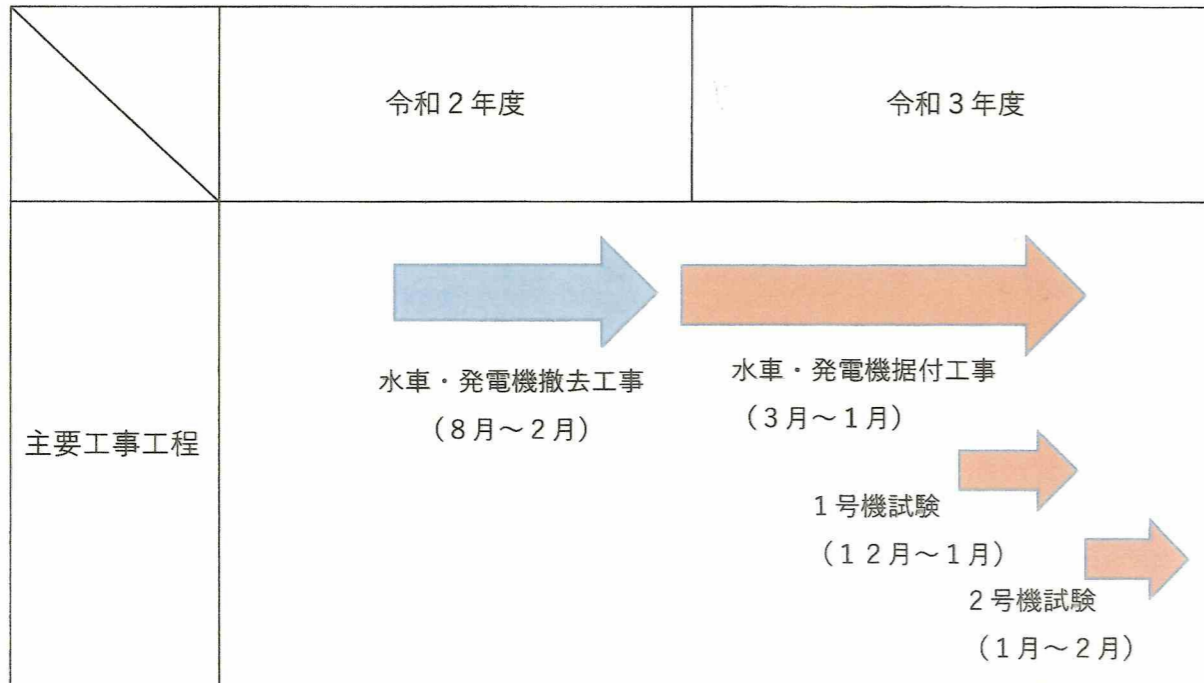 令和２年度
令和３年度
主要工事工程
水車・発電機撤去工事
（８月～２月）
水車・発電機据付工事
（３月～１月）
１号機試験
（１２月～１月）
２号機試験
（１月～２月）